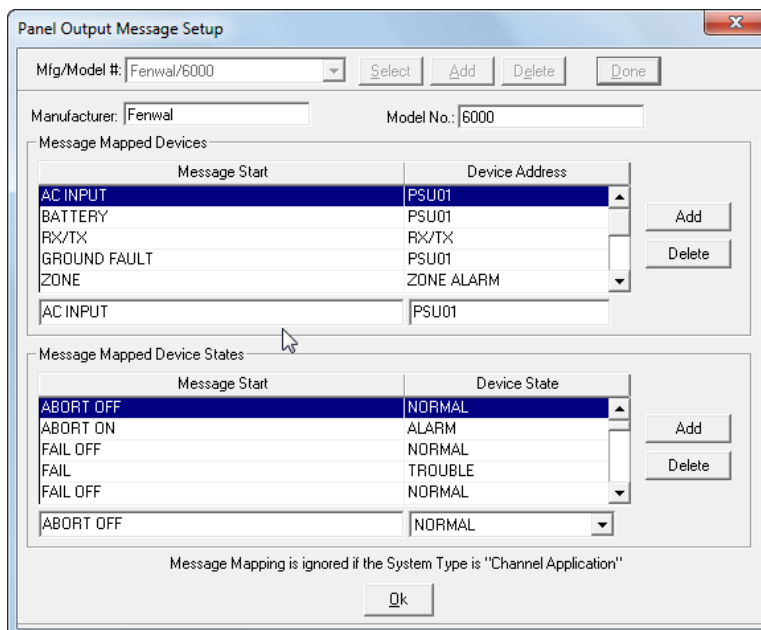 Panel Output Message Setup
Mfg/Model #: Fenwal/6000 Select Add Delete Done
Manufacturer: Fenwal Model No.: 6000
Message Mapped Devices
Message Start Device Address
AC INPUT PSU01
BATTERY PSU01
RX/TX RX/TX
GROUND FAULT PSU01
ZONE ZONE ALARM
Add
Delete
AC INPUT PSU01
Message Mapped Device States
Message Start Device State
ABORT OFF NORMAL
ABORT ON ALARM
FAIL OFF NORMAL
FAIL TROUBLE
FAIL OFF NORMAL
Add
Delete
ABORT OFF NORMAL
Message Mapping is ignored if the System Type is "Channel Application"
Ok